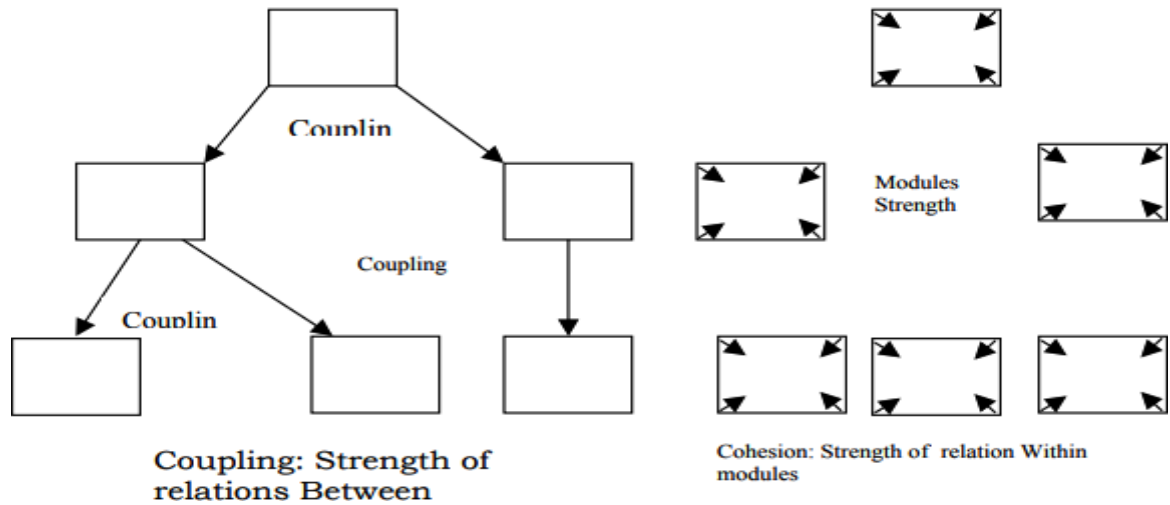 Couplin
Coupling
Couplin
Coupling: Strength of
relations Between
Modules
Strength
Cohesion: Strength of relation Within
modules